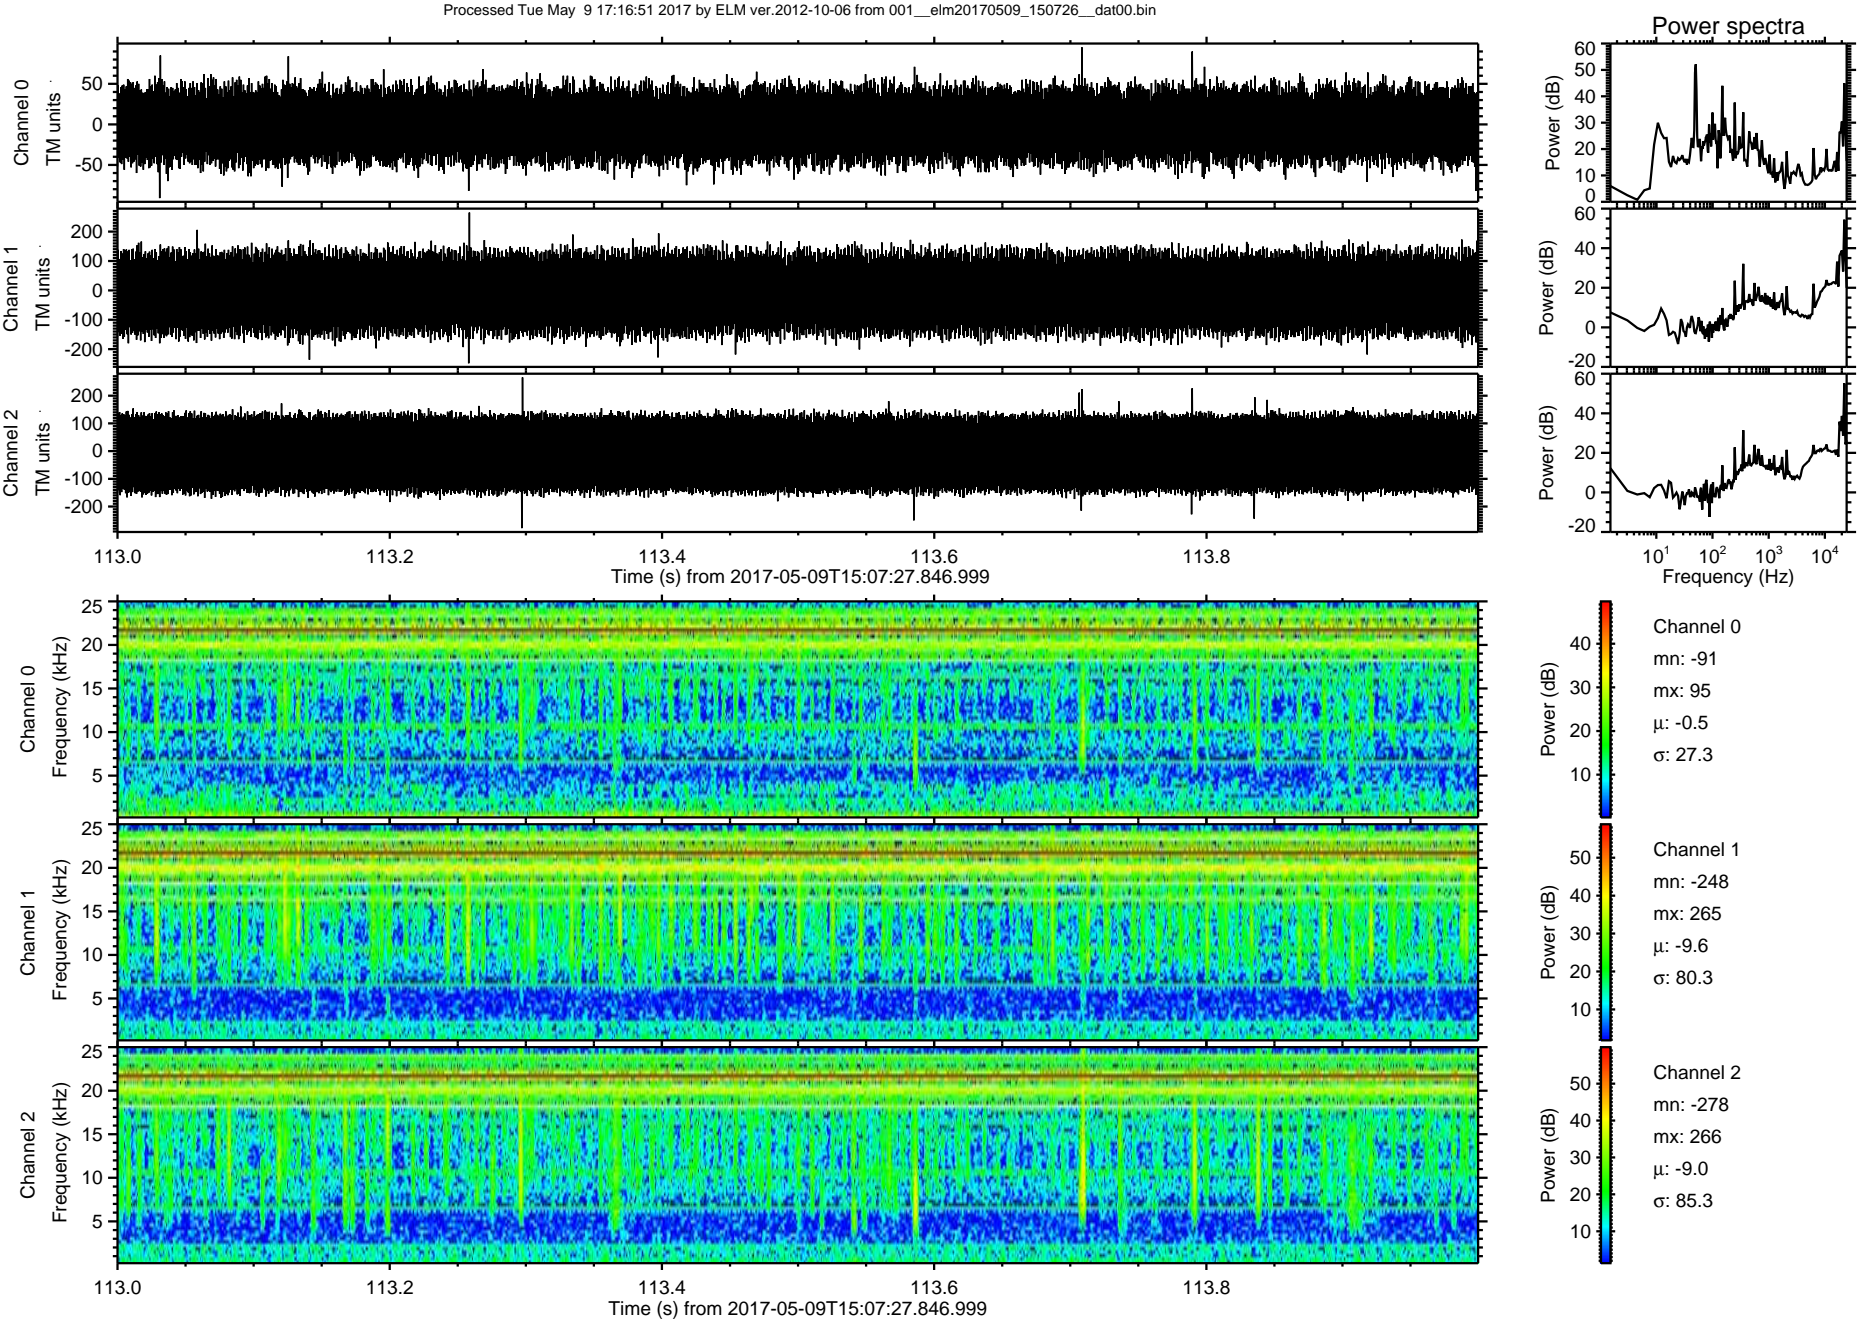 Processed Tue May  9 17:16:51 2017 by ELM ver.2012-10-06 from 001__elm20170509_150726__dat00.bin
Power spectra
Channel 0
TM units
50
0
-50
Power (dB)
60
50
40
30
20
10
0
Channel 1
TM units
200
100
0
-100
-200
Power (dB)
60
40
20
0
-20
Channel 2
TM units
200
100
0
-100
-200
Power (dB)
60
40
20
0
-20
113.0
113.2
113.4
113.6
113.8
Time (s) from 2017-05-09T15:07:27.846.999
10^1
10^2
10^3
10^4
Frequency (Hz)
Channel 0
Frequency (kHz)
25
20
15
10
5
Power (dB)
40
30
20
10
Channel 0
mn: -91
mx: 95
μ: -0.5
σ: 27.3
Channel 1
Frequency (kHz)
25
20
15
10
5
Power (dB)
50
40
30
20
10
Channel 1
mn: -248
mx: 265
μ: -9.6
σ: 80.3
Channel 2
Frequency (kHz)
25
20
15
10
5
Power (dB)
50
40
30
20
10
Channel 2
mn: -278
mx: 266
μ: -9.0
σ: 85.3
113.0
113.2
113.4
113.6
113.8
Time (s) from 2017-05-09T15:07:27.846.999